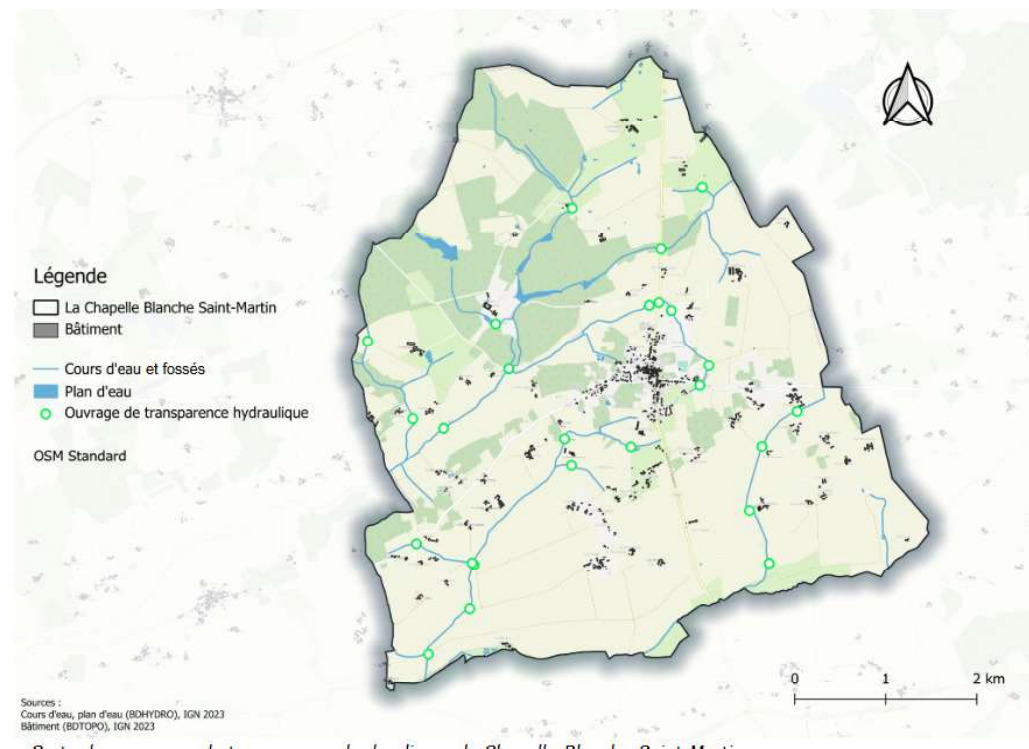 Légende
La Chapelle Blanche Saint-Martin
Bâtiment
Cours d'eau et fossés
Plan d'eau
Ouvrage de transparence hydraulique
OSM Standard
0 1 2 km
Sources :
Cours d'eau, plan d'eau (BDHYDRO), IGN 2023
Bâtiment (BDTOPO), IGN 2023